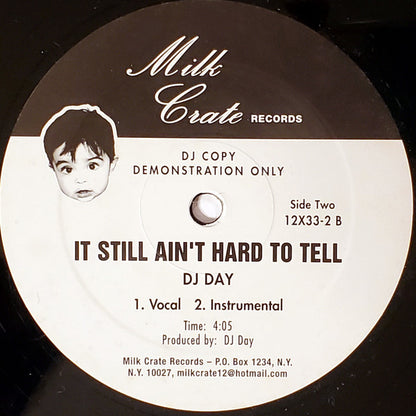 Milk
Crate RECORDS
DJ COPY
DEMONSTRATION ONLY
Side Two
12X33-2 B
IT STILL AIN'T HARD TO TELL
DJ DAY
1. Vocal 2. Instrumental
Time: 4:05
Produced by: DJ Day
Milk Crate Records – P.O. Box 1234, N.Y.
N.Y. 10027, milkcrate12@hotmail.com